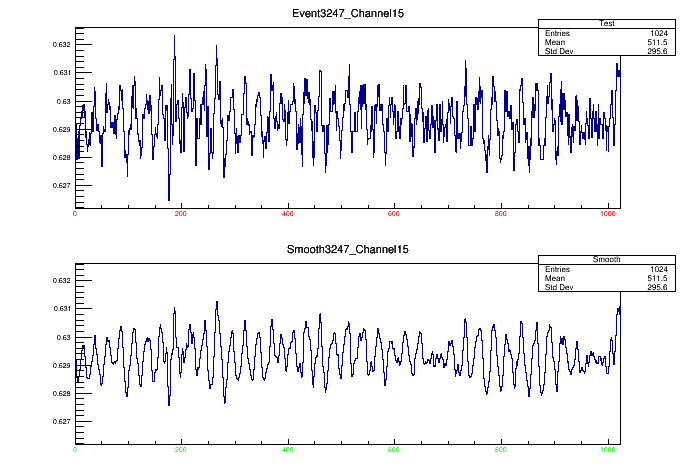 Event3247_Channel15
Test
Entries 1024
Mean 511.5
Std Dev 295.6
0.632
0.631
0.63
0.629
0.628
0.627
0 200 400 600 800 1000
Smooth3247_Channel15
Smooth
Entries 1024
Mean 511.5
Std Dev 295.6
0.632
0.631
0.63
0.629
0.628
0.627
0 200 400 600 800 1000